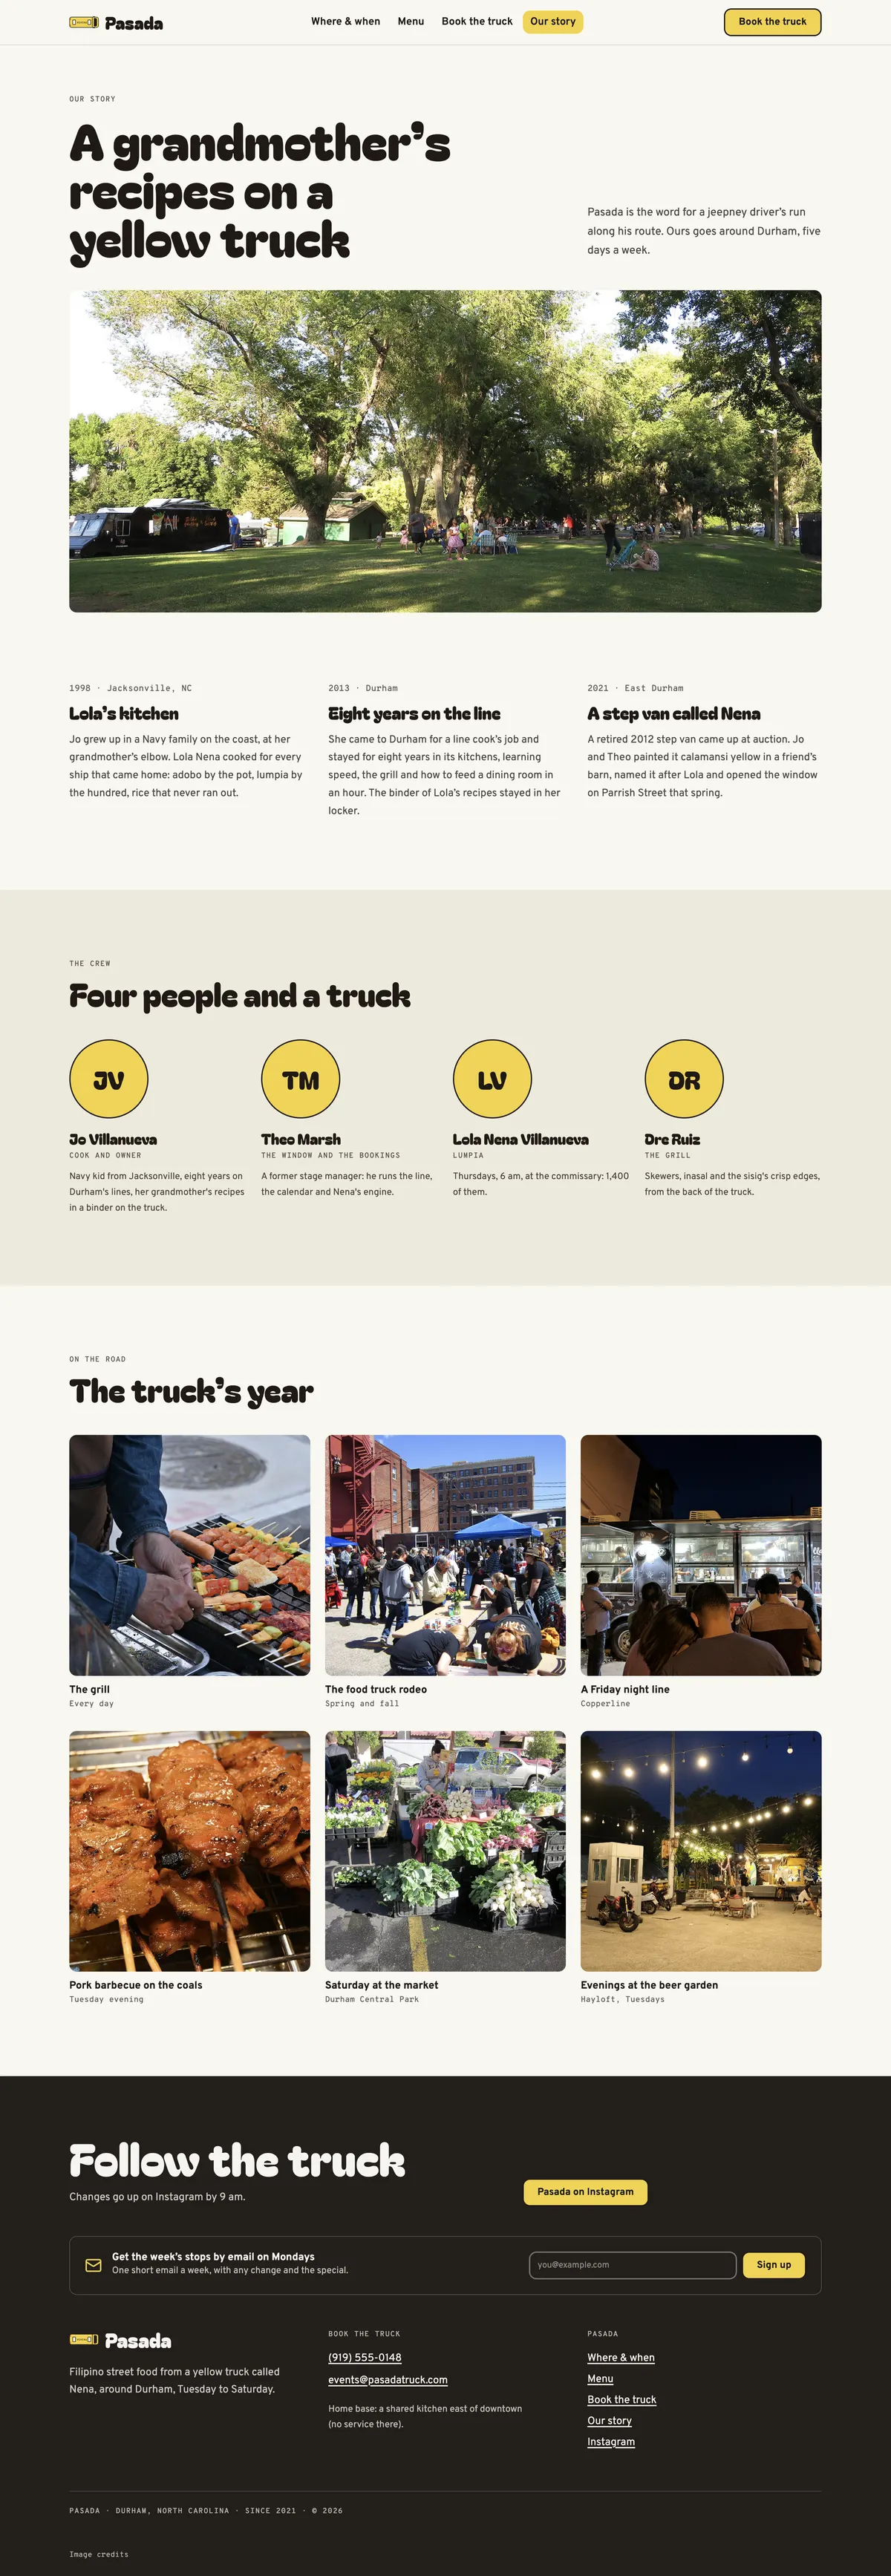 Pasada
Where & when
Menu
Book the truck
Our story
Book the truck
OUR STORY
A grandmother’s
recipes on a
yellow truck
Pasada is the word for a jeepney driver’s run
along his route. Ours goes around Durham, five
days a week.
1998 · Jacksonville, NC
Lola’s kitchen
Jo grew up in a Navy family on the coast, at her
grandmother’s elbow. Lola Nena cooked for every
ship that came home: adobo by the pot, lumpia by
the hundred, rice that never ran out.
2013 · Durham
Eight years on the line
She came to Durham for a line cook’s job and
stayed for eight years in its kitchens, learning
speed, the grill and how to feed a dining room in
an hour. The binder of Lola’s recipes stayed in her
locker.
2021 · East Durham
A step van called Nena
A retired 2012 step van came up at auction. Jo
and Theo painted it calamansi yellow in a friend’s
barn, named it after Lola and opened the window
on Parrish Street that spring.
THE CREW
Four people and a truck
JV
Jo Villanueva
COOK AND OWNER
Navy kid from Jacksonville, eight years on
Durham's lines, her grandmother's recipes
in a binder on the truck.
TM
Theo Marsh
THE WINDOW AND THE BOOKINGS
A former stage manager: he runs the line,
the calendar and Nena's engine.
LV
Lola Nena Villanueva
LUMPIA
Thursdays, 6 am, at the commissary: 1,400
of them.
DR
Dre Ruiz
THE GRILL
Skewers, inasal and the sisig's crisp edges,
from the back of the truck.
ON THE ROAD
The truck’s year
The grill
Every day
The food truck rodeo
Spring and fall
A Friday night line
Copperline
Pork barbecue on the coals
Tuesday evening
Saturday at the market
Durham Central Park
Evenings at the beer garden
Hayloft, Tuesdays
Follow the truck
Changes go up on Instagram by 9 am.
Pasada on Instagram
Get the week’s stops by email on Mondays
One short email a week, with any change and the special.
you@example.com
Sign up
Pasada
Filipino street food from a yellow truck called
Nena, around Durham, Tuesday to Saturday.
BOOK THE TRUCK
(919) 555-0148
events@pasadatruck.com
Home base: a shared kitchen east of downtown
(no service there).
PASADA
Where & when
Menu
Book the truck
Our story
Instagram
PASADA · DURHAM, NORTH CAROLINA · SINCE 2021 · © 2026
Image credits